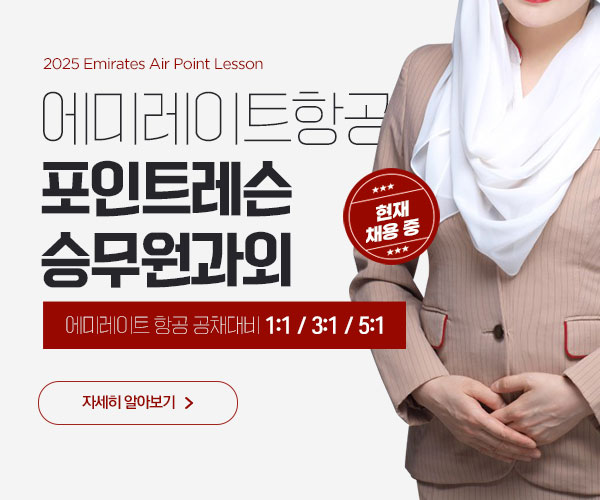 2025 Emirates Air Point Lesson
에미레이트항공
포인트레슨
승무원과외
★★★
현재
채용 중
★★★
에미레이트 항공 공채대비 1:1 / 3:1 / 5:1
자세히 알아보기 >